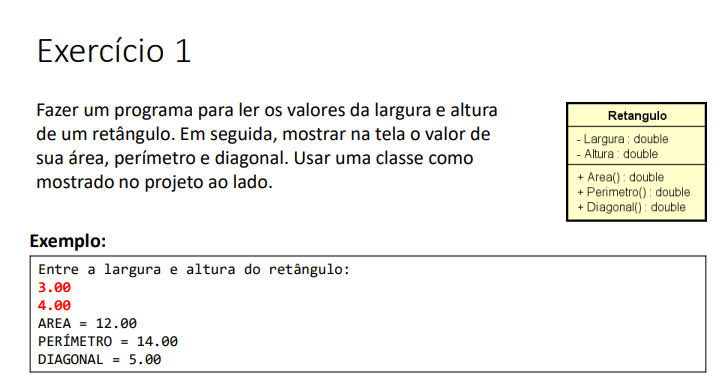 Exercício 1
Fazer um programa para ler os valores da largura e altura
de um retângulo. Em seguida, mostrar na tela o valor de
sua área, perímetro e diagonal. Usar uma classe como
mostrado no projeto ao lado.
Retangulo
- Largura : double
- Altura : double
+ Area() : double
+ Perimetro() : double
+ Diagonal() : double
Exemplo:
Entre a largura e altura do retângulo:
3.00
4.00
AREA = 12.00
PERÍMETRO = 14.00
DIAGONAL = 5.00